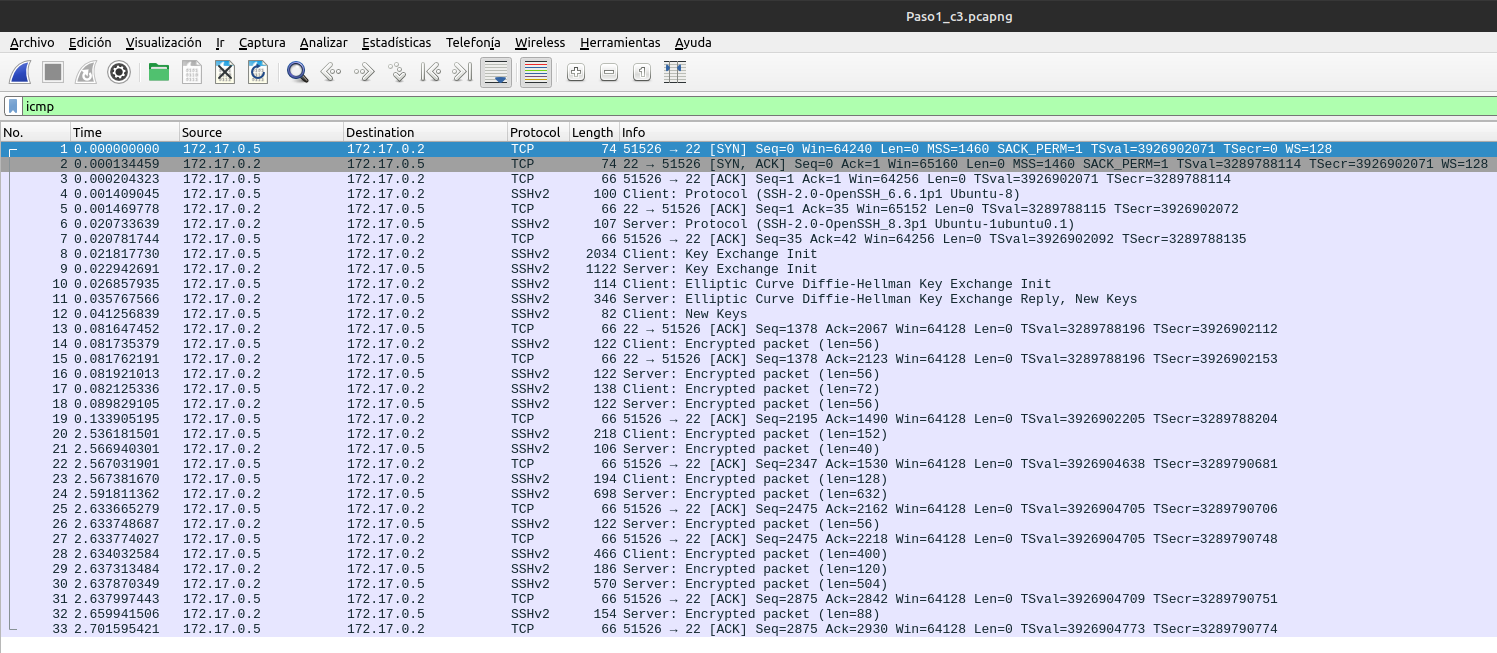 Paso1_c3.pcapng
Archivo Edición Visualización Ir Captura Analizar Estadísticas Telefonía Wireless Herramientas Ayuda
icmp
No. Time Source Destination Protocol Length Info
1 0.000000000 172.17.0.5 172.17.0.2 TCP 74 51526 → 22 [SYN] Seq=0 Win=64240 Len=0 MSS=1460 SACK_PERM=1 TSval=3926902071 TSecr=0 WS=128
2 0.000134459 172.17.0.2 172.17.0.5 TCP 74 22 → 51526 [SYN, ACK] Seq=0 Ack=1 Win=65160 Len=0 MSS=1460 SACK_PERM=1 TSval=3289788114 TSecr=3926902071 WS=128
3 0.000204323 172.17.0.5 172.17.0.2 TCP 66 51526 → 22 [ACK] Seq=1 Ack=1 Win=64256 Len=0 TSval=3926902071 TSecr=3289788114
4 0.001409045 172.17.0.5 172.17.0.2 SSHv2 100 Client: Protocol (SSH-2.0-OpenSSH_6.6.1p1 Ubuntu-8)
5 0.001469778 172.17.0.2 172.17.0.5 TCP 66 22 → 51526 [ACK] Seq=1 Ack=35 Win=65152 Len=0 TSval=3289788115 TSecr=3926902072
6 0.020733639 172.17.0.2 172.17.0.5 SSHv2 107 Server: Protocol (SSH-2.0-OpenSSH_8.3p1 Ubuntu-1ubuntu0.1)
7 0.020781744 172.17.0.5 172.17.0.2 TCP 66 51526 → 22 [ACK] Seq=35 Ack=42 Win=64256 Len=0 TSval=3926902092 TSecr=3289788135
8 0.021817730 172.17.0.5 172.17.0.2 SSHv2 2034 Client: Key Exchange Init
9 0.022942691 172.17.0.2 172.17.0.5 SSHv2 1122 Server: Key Exchange Init
10 0.026857935 172.17.0.5 172.17.0.2 SSHv2 114 Client: Elliptic Curve Diffie-Hellman Key Exchange Init
11 0.035767566 172.17.0.2 172.17.0.5 SSHv2 346 Server: Elliptic Curve Diffie-Hellman Key Exchange Reply, New Keys
12 0.041256839 172.17.0.5 172.17.0.2 SSHv2 82 Client: New Keys
13 0.081647452 172.17.0.2 172.17.0.5 TCP 66 22 → 51526 [ACK] Seq=1378 Ack=2067 Win=64128 Len=0 TSval=3289788196 TSecr=3926902112
14 0.081735379 172.17.0.5 172.17.0.2 SSHv2 122 Client: Encrypted packet (len=56)
15 0.081762191 172.17.0.2 172.17.0.5 TCP 66 22 → 51526 [ACK] Seq=1378 Ack=2123 Win=64128 Len=0 TSval=3289788196 TSecr=3926902153
16 0.081921013 172.17.0.2 172.17.0.5 SSHv2 122 Server: Encrypted packet (len=56)
17 0.082125336 172.17.0.5 172.17.0.2 SSHv2 138 Client: Encrypted packet (len=72)
18 0.089829105 172.17.0.2 172.17.0.5 SSHv2 122 Server: Encrypted packet (len=56)
19 0.133905195 172.17.0.5 172.17.0.2 TCP 66 51526 → 22 [ACK] Seq=2195 Ack=1490 Win=64128 Len=0 TSval=3926902205 TSecr=3289788204
20 2.536181501 172.17.0.5 172.17.0.2 SSHv2 218 Client: Encrypted packet (len=152)
21 2.566940301 172.17.0.2 172.17.0.5 SSHv2 106 Server: Encrypted packet (len=40)
22 2.567031901 172.17.0.5 172.17.0.2 TCP 66 51526 → 22 [ACK] Seq=2347 Ack=1530 Win=64128 Len=0 TSval=3926904638 TSecr=3289790681
23 2.567381670 172.17.0.5 172.17.0.2 SSHv2 194 Client: Encrypted packet (len=128)
24 2.591811362 172.17.0.2 172.17.0.5 SSHv2 698 Server: Encrypted packet (len=632)
25 2.633665279 172.17.0.5 172.17.0.2 TCP 66 51526 → 22 [ACK] Seq=2475 Ack=2162 Win=64128 Len=0 TSval=3926904705 TSecr=3289790706
26 2.633748687 172.17.0.2 172.17.0.5 SSHv2 122 Server: Encrypted packet (len=56)
27 2.633774027 172.17.0.5 172.17.0.2 TCP 66 51526 → 22 [ACK] Seq=2475 Ack=2218 Win=64128 Len=0 TSval=3926904705 TSecr=3289790748
28 2.634032584 172.17.0.5 172.17.0.2 SSHv2 466 Client: Encrypted packet (len=400)
29 2.637313484 172.17.0.2 172.17.0.5 SSHv2 186 Server: Encrypted packet (len=120)
30 2.637870349 172.17.0.2 172.17.0.5 SSHv2 570 Server: Encrypted packet (len=504)
31 2.637997443 172.17.0.5 172.17.0.2 TCP 66 51526 → 22 [ACK] Seq=2875 Ack=2842 Win=64128 Len=0 TSval=3926904709 TSecr=3289790751
32 2.659941506 172.17.0.2 172.17.0.5 SSHv2 154 Server: Encrypted packet (len=88)
33 2.701595421 172.17.0.5 172.17.0.2 TCP 66 51526 → 22 [ACK] Seq=2875 Ack=2930 Win=64128 Len=0 TSval=3926904773 TSecr=3289790774